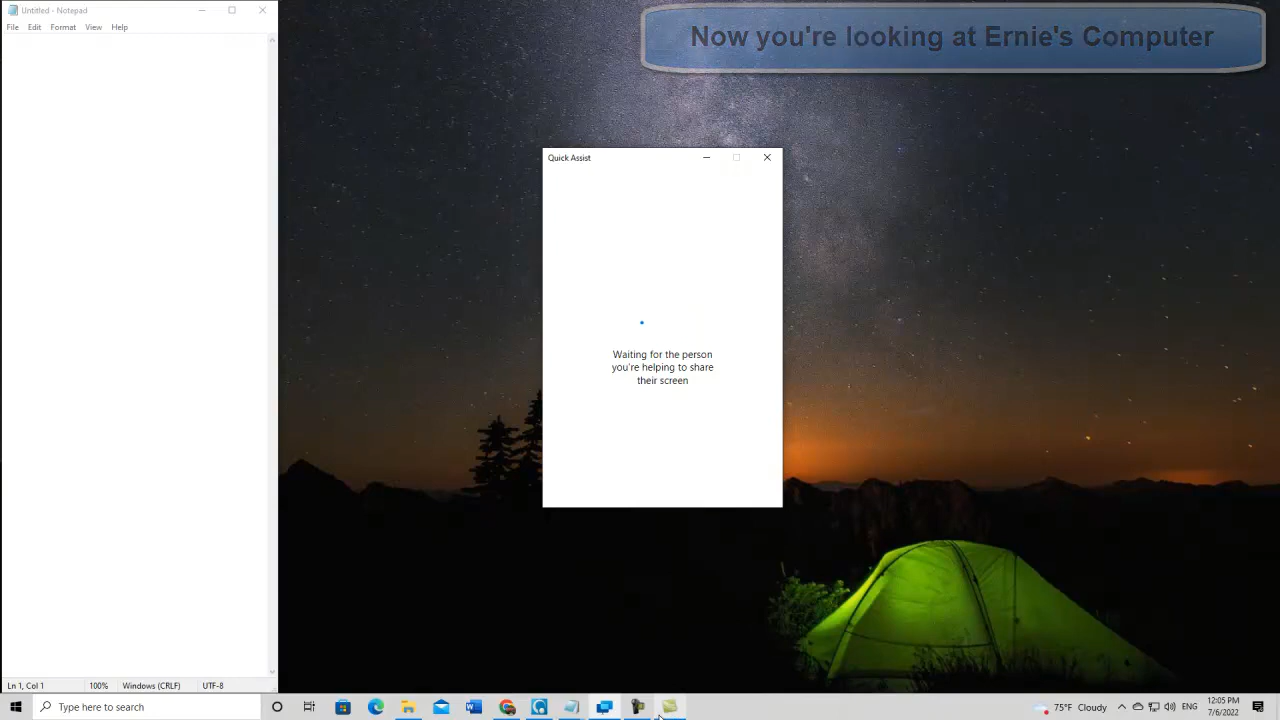 Untitled - Notepad
File Edit Format View Help
Now you're looking at Ernie's Computer
Quick Assist
Waiting for the person
you're helping to share
their screen
Ln 1, Col 1 100% Windows (CRLF) UTF-8
Type here to search
75°F Cloudy
ENG
12:05 PM
7/6/2022